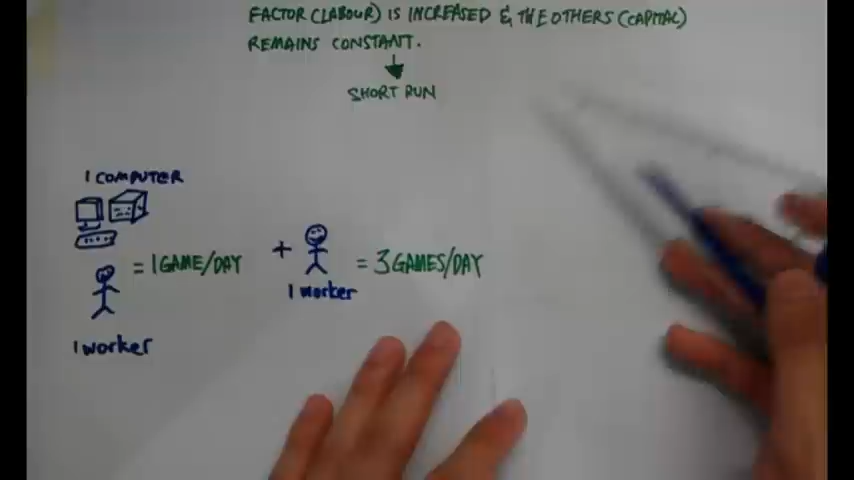 FACTOR (LABOUR) IS INCREASED & THE OTHERS (CAPITAL)
REMAINS CONSTANT.
SHORT RUN
1 COMPUTER
= 1 GAME/DAY
+
= 3 GAMES/DAY
1 worker
1 worker